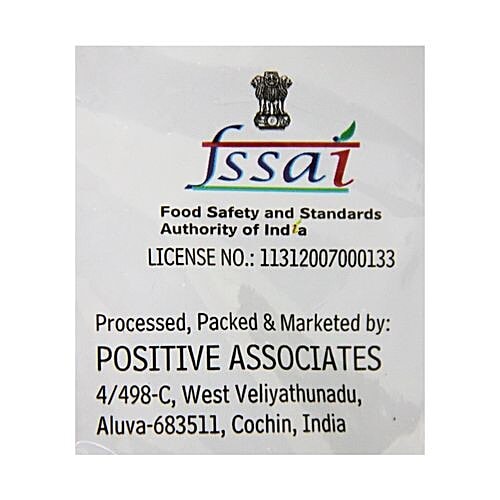 fssai
Food Safety and Standards
Authority of India
LICENSE NO.: 11312007000133
Processed, Packed & Marketed by:
POSITIVE ASSOCIATES
4/498-C, West Veliyathunadu,
Aluva-683511, Cochin, India